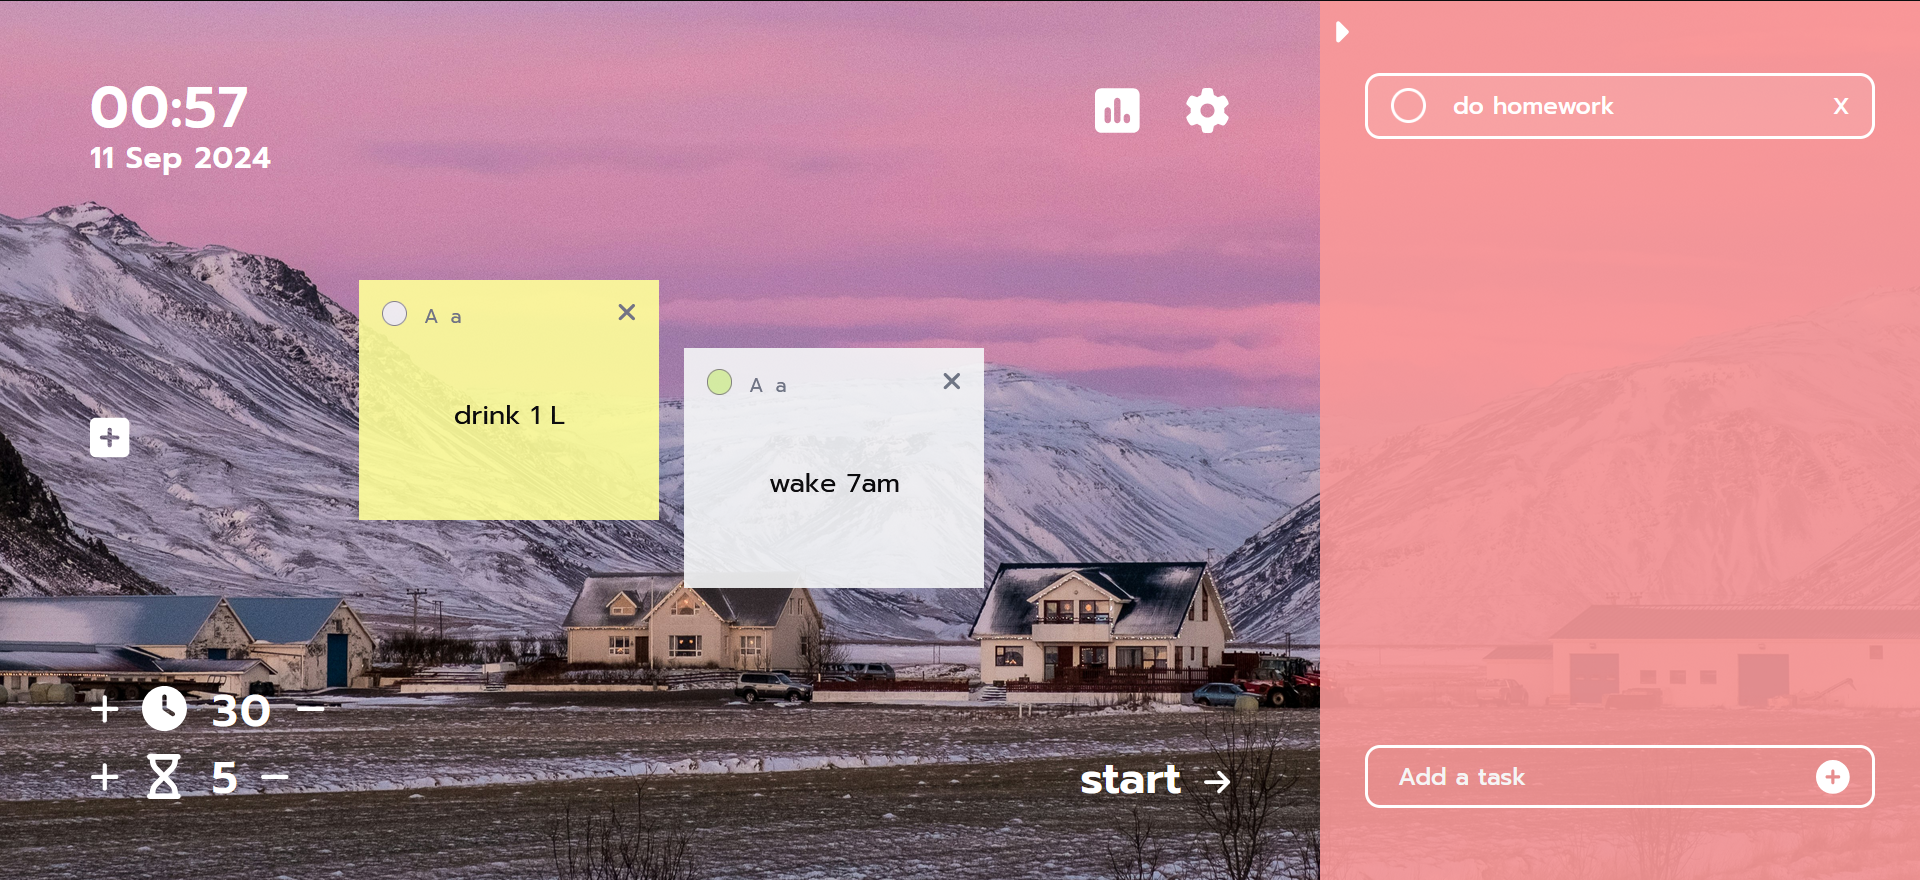 00:57
11 Sep 2024
A a
drink 1 L
A a
wake 7am
+ 30 −
+ 5 −
start →
do homework X
Add a task +